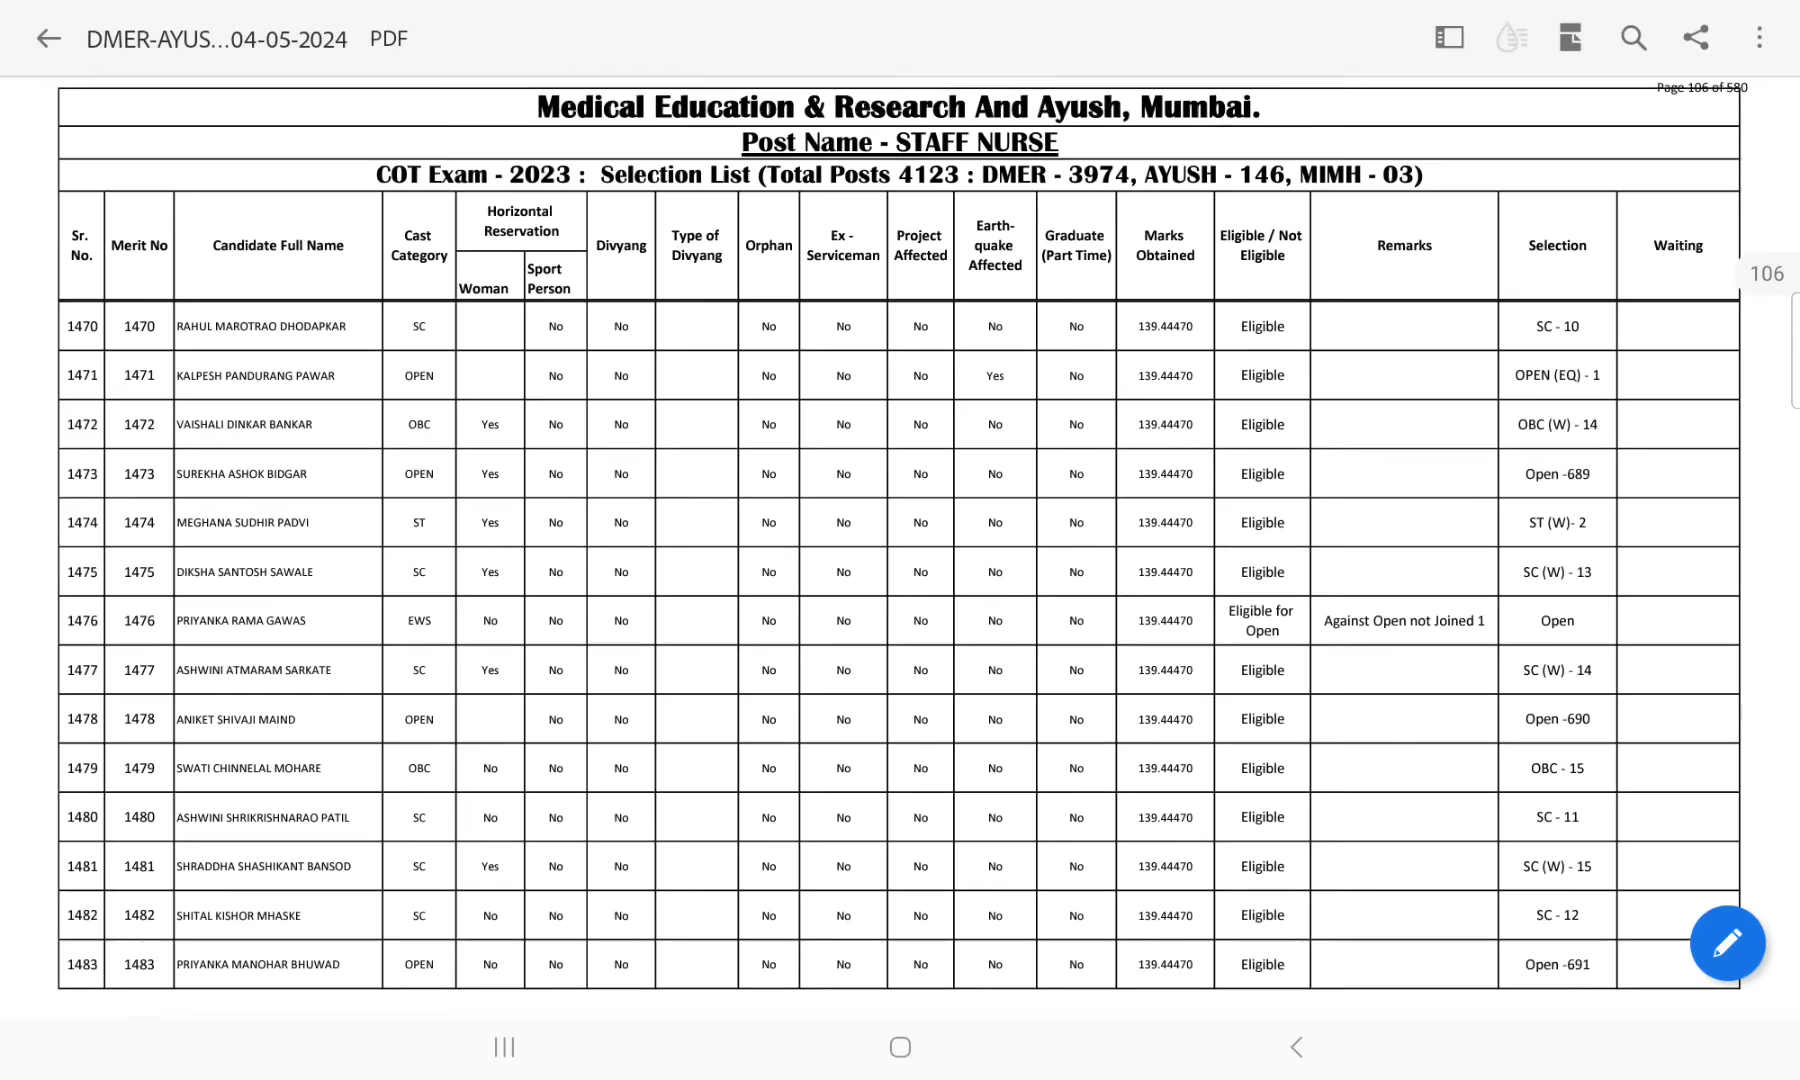 DMER-AYUS...04-05-2024 PDF
Page 106 of 580
Medical Education & Research And Ayush, Mumbai.
Post Name - STAFF NURSE
COT Exam - 2023 : Selection List (Total Posts 4123 : DMER - 3974, AYUSH - 146, MIMH - 03)
Sr. No. Merit No Candidate Full Name Cast Category Horizontal Reservation Woman Sport Person Divyang Type of Divyang Orphan Ex - Serviceman Project Affected Earth- quake Affected Graduate (Part Time) Marks Obtained Eligible / Not Eligible Remarks Selection Waiting
106
1470 1470 RAHUL MAROTRAO DHODAPKAR SC No No No No No No No 139.44470 Eligible SC - 10
1471 1471 KALPESH PANDURANG PAWAR OPEN No No No No No Yes No 139.44470 Eligible OPEN (EQ) - 1
1472 1472 VAISHALI DINKAR BANKAR OBC Yes No No No No No No No 139.44470 Eligible OBC (W) - 14
1473 1473 SUREKHA ASHOK BIDGAR OPEN Yes No No No No No No No 139.44470 Eligible Open -689
1474 1474 MEGHANA SUDHIR PADVI ST Yes No No No No No No No 139.44470 Eligible ST (W)- 2
1475 1475 DIKSHA SANTOSH SAWALE SC Yes No No No No No No No 139.44470 Eligible SC (W) - 13
1476 1476 PRIYANKA RAMA GAWAS EWS No No No No No No No No 139.44470 Eligible for Open Against Open not Joined 1 Open
1477 1477 ASHWINI ATMARAM SARKATE SC Yes No No No No No No No 139.44470 Eligible SC (W) - 14
1478 1478 ANIKET SHIVAJI MAIND OPEN No No No No No No No 139.44470 Eligible Open -690
1479 1479 SWATI CHINNELAL MOHARE OBC No No No No No No No No 139.44470 Eligible OBC - 15
1480 1480 ASHWINI SHRIKRISHNARAO PATIL SC No No No No No No No No 139.44470 Eligible SC - 11
1481 1481 SHRADDHA SHASHIKANT BANSOD SC Yes No No No No No No No 139.44470 Eligible SC (W) - 15
1482 1482 SHITAL KISHOR MHASKE SC No No No No No No No No 139.44470 Eligible SC - 12
1483 1483 PRIYANKA MANOHAR BHUWAD OPEN No No No No No No No No 139.44470 Eligible Open -691